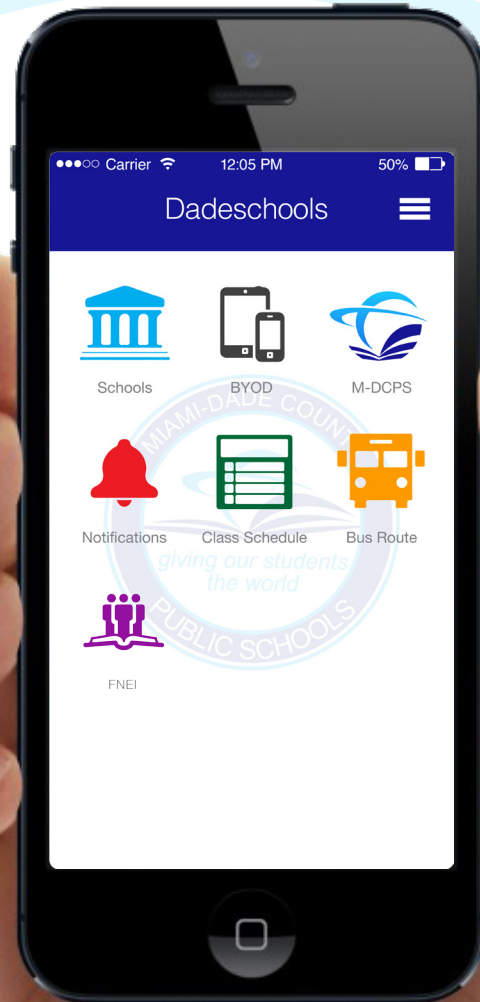 Carrier 12:05 PM 50%
Dadeschools
Schools BYOD M-DCPS
Notifications Class Schedule Bus Route
FNEI
MIAMI-DADE COUNTY
giving our students
the world
PUBLIC SCHOOLS